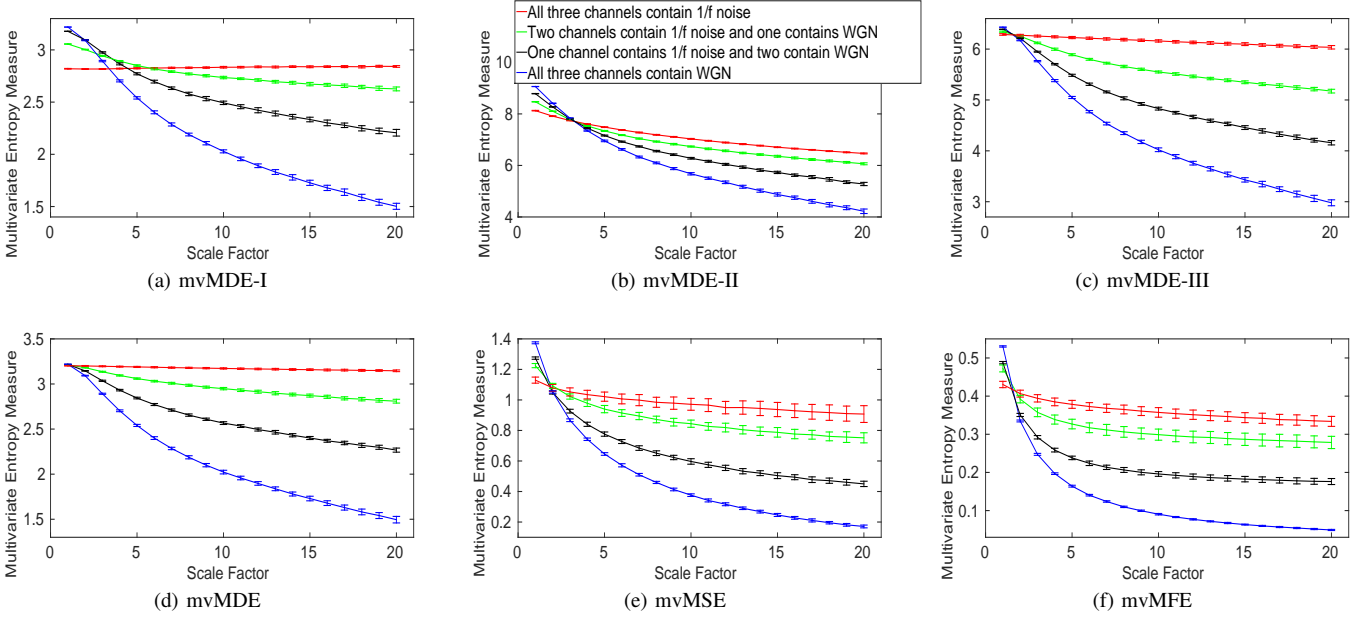 All three channels contain 1/f noise
Two channels contain 1/f noise and one contains WGN
One channel contains 1/f noise and two contain WGN
All three channels contain WGN
Multivariate Entropy Measure
3
2.5
2
1.5
0 5 10 15 20
Scale Factor
(a) mvMDE-I
Multivariate Entropy Measure
10
8
6
4
0 5 10 15 20
Scale Factor
(b) mvMDE-II
Multivariate Entropy Measure
6
5
4
3
0 5 10 15 20
Scale Factor
(c) mvMDE-III
Multivariate Entropy Measure
3.5
3
2.5
2
1.5
0 5 10 15 20
Scale Factor
(d) mvMDE
Multivariate Entropy Measure
1.4
1.2
1
0.8
0.6
0.4
0.2
0 5 10 15 20
Scale Factor
(e) mvMSE
Multivariate Entropy Measure
0.5
0.4
0.3
0.2
0.1
0 5 10 15 20
Scale Factor
(f) mvMFE